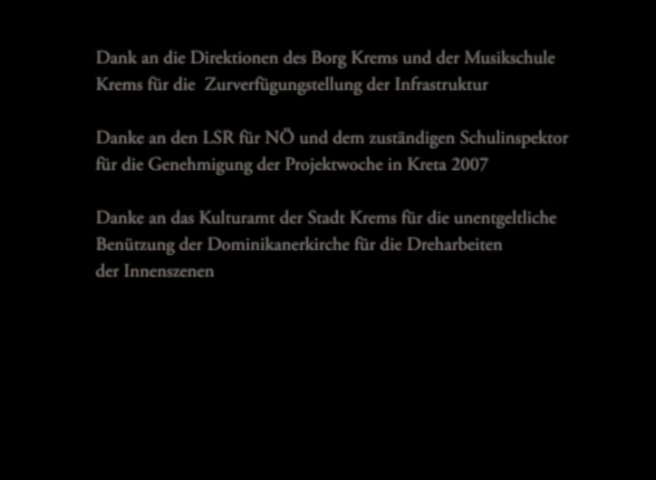 Dank an die Direktionen des Borg Krems und der Musikschule
Krems für die Zurverfügungstellung der Infrastruktur
Danke an den LSR für NÖ und dem zuständigen Schulinspektor
für die Genehmigung der Projektwoche in Kreta 2007
Danke an das Kulturamt der Stadt Krems für die unentgeltliche
Benützung der Dominikanerkirche für die Dreharbeiten
der Innenszenen